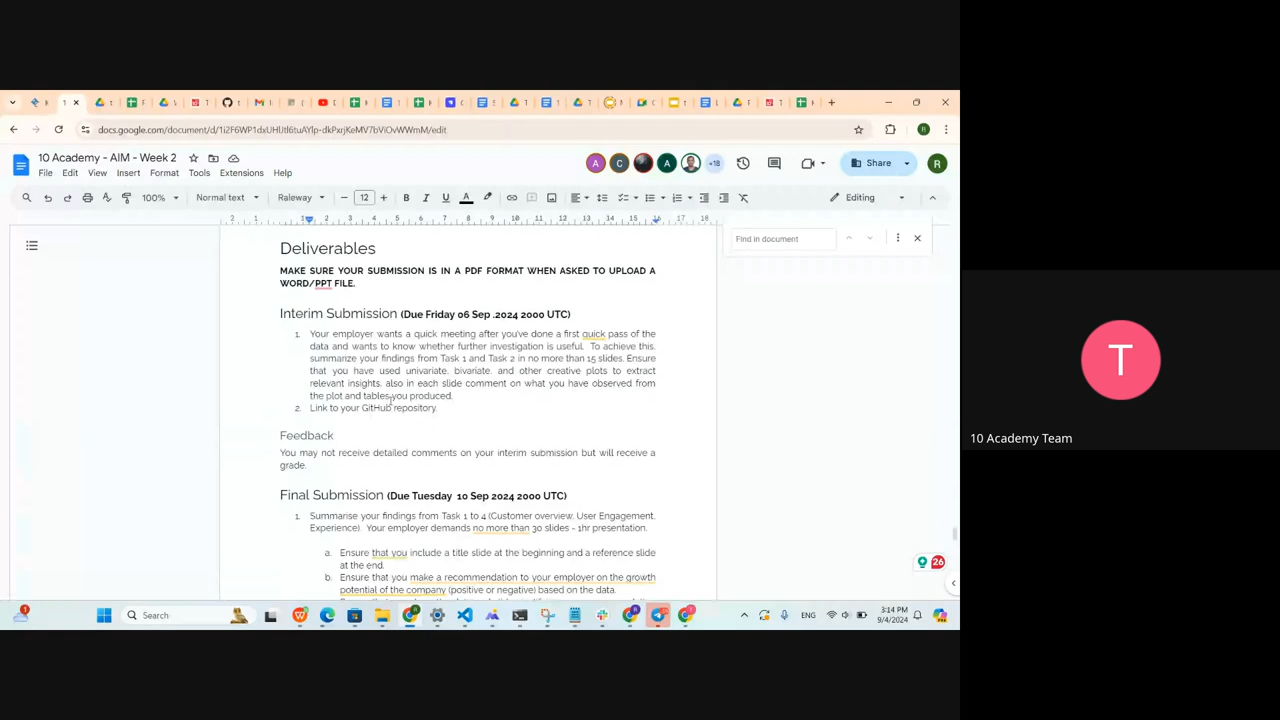 docs.google.com/document/d/1i2F6WP1dxUHlJtl6tuAYlp-dkPxrjKeMV7bViOvWWmM/edit
10 Academy - AIM - Week 2
File Edit View Insert Format Tools Extensions Help
+18
Share
R
100% Normal text Raleway 12 Editing
Find in document
Deliverables
MAKE SURE YOUR SUBMISSION IS IN A PDF FORMAT WHEN ASKED TO UPLOAD A
WORD/PPT FILE.
Interim Submission (Due Friday 06 Sep .2024 2000 UTC)
1. Your employer wants a quick meeting after you've done a first quick pass of the
data and wants to know whether further investigation is useful. To achieve this,
summarize your findings from Task 1 and Task 2 in no more than 15 slides. Ensure
that you have used univariate, bivariate, and other creative plots to extract
relevant insights, also in each slide comment on what you have observed from
the plot and tables you produced.
2. Link to your GitHub repository.
Feedback
You may not receive detailed comments on your interim submission but will receive a
grade.
Final Submission (Due Tuesday 10 Sep 2024 2000 UTC)
1. Summarise your findings from Task 1 to 4 (Customer overview, User Engagement,
Experience). Your employer demands no more than 30 slides - 1hr presentation.
a. Ensure that you include a title slide at the beginning and a reference slide
at the end.
b. Ensure that you make a recommendation to your employer on the growth
potential of the company (positive or negative) based on the data.
26
Search
ENG
3:14 PM
9/4/2024
T
10 Academy Team